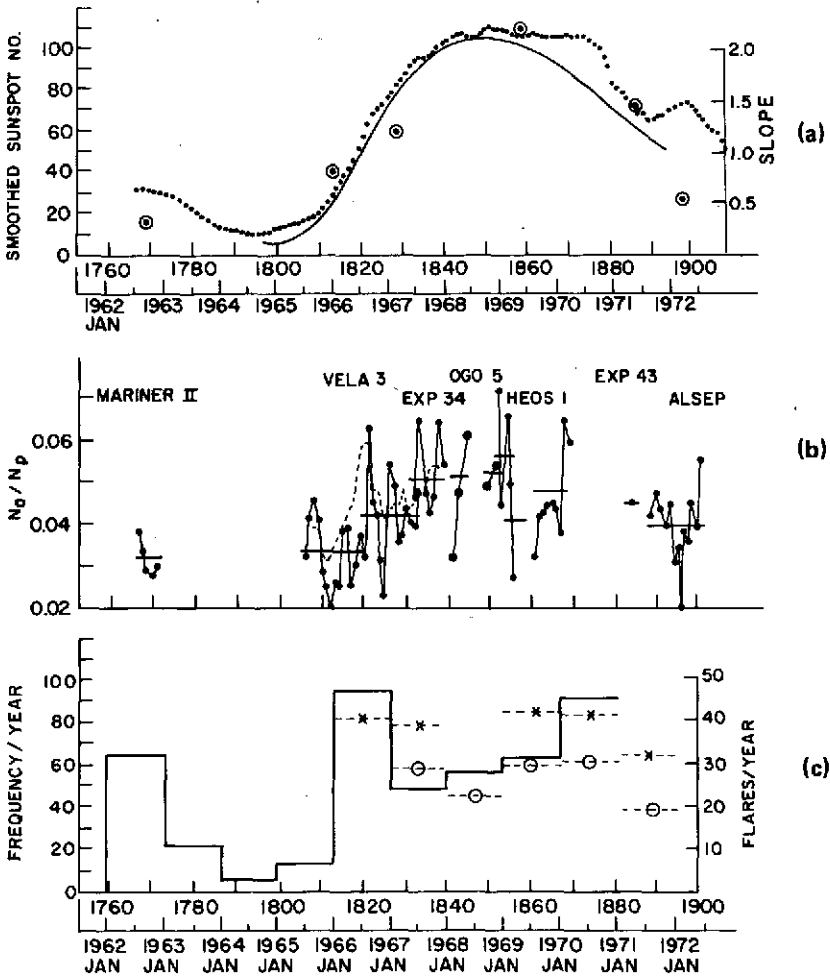 SMOOTHED SUNSPOT NO.
100
80
60
40
20
0
2.0
1.5
1.0
0.5
SLOPE
(a)
1760 1780 1800 1820 1840 1860 1880 1900
1962 1963 1964 1965 1966 1967 1968 1969 1970 1971 1972
JAN
MARINER II
VELA 3
EXP 34
OGO 5
HEOS 1
EXP 43
ALSEP
Nα/Np
0.06
0.04
0.02
(b)
FREQUENCY/YEAR
100
80
60
40
20
0
50
40
30
20
10
FLARES/YEAR
(c)
1760 1780 1800 1820 1840 1860 1880 1900
1962 1963 1964 1965 1966 1967 1968 1969 1970 1971 1972
JAN JAN JAN JAN JAN JAN JAN JAN JAN JAN JAN